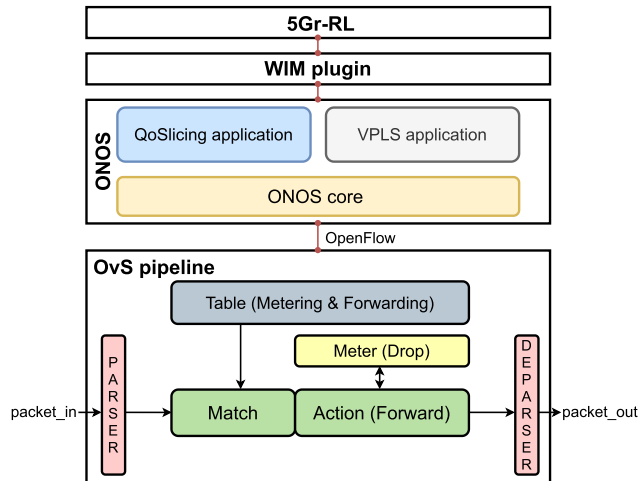 5Gr-RL
WIM plugin
ONOS
QoSlicing application
VPLS application
ONOS core
OpenFlow
OvS pipeline
Table (Metering & Forwarding)
Meter (Drop)
packet_in
PARSER
Match
Action (Forward)
DEPARSER
packet_out